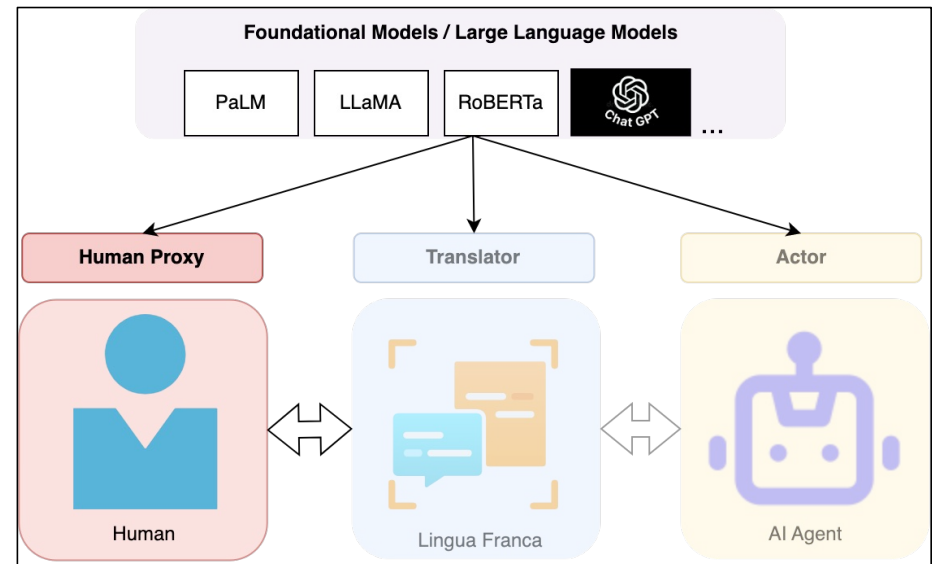 Foundational Models / Large Language Models
PaLM
LLaMA
RoBERTa
Chat GPT
...
Human Proxy
Translator
Actor
Human
Lingua Franca
AI Agent